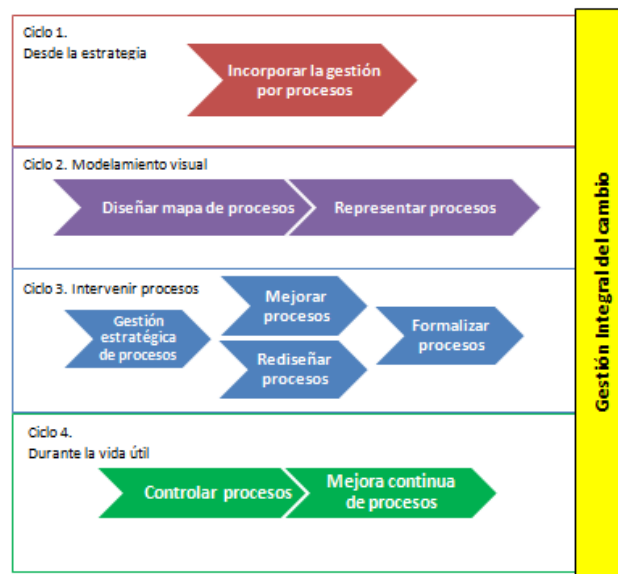 Ciclo 1.
Desde la estrategia
Incorporar la gestión
por procesos
Ciclo 2. Modelamiento visual
Diseñar mapa de procesos
Representar procesos
Ciclo 3. Intervenir procesos
Gestión
estratégica
de procesos
Mejorar
procesos
Rediseñar
procesos
Formalizar
procesos
Ciclo 4.
Durante la vida útil
Controlar procesos
Mejora continua
de procesos
Gestión Integral del cambio